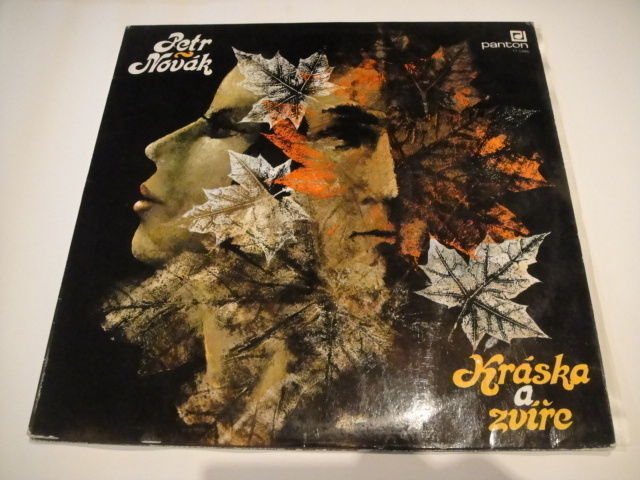 Petr
Novák
panton
Kráska
a
zvíře